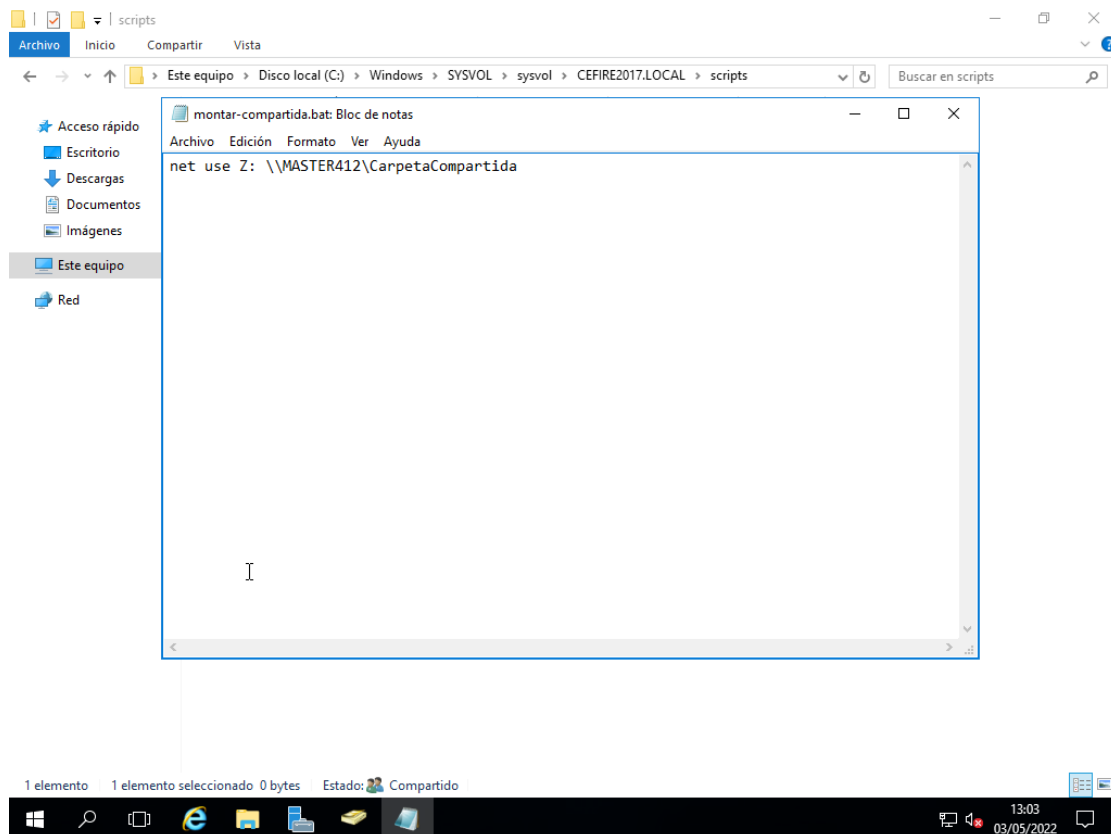 scripts
Archivo Inicio Compartir Vista
Este equipo > Disco local (C:) > Windows > SYSVOL > sysvol > CEFIRE2017.LOCAL > scripts
Buscar en scripts
Acceso rápido
Escritorio
Descargas
Documentos
Imágenes
Este equipo
Red
montar-compartida.bat: Bloc de notas
Archivo Edición Formato Ver Ayuda
net use Z: \\MASTER412\CarpetaCompartida
1 elemento 1 elemento seleccionado 0 bytes Estado: Compartido
13:03
03/05/2022